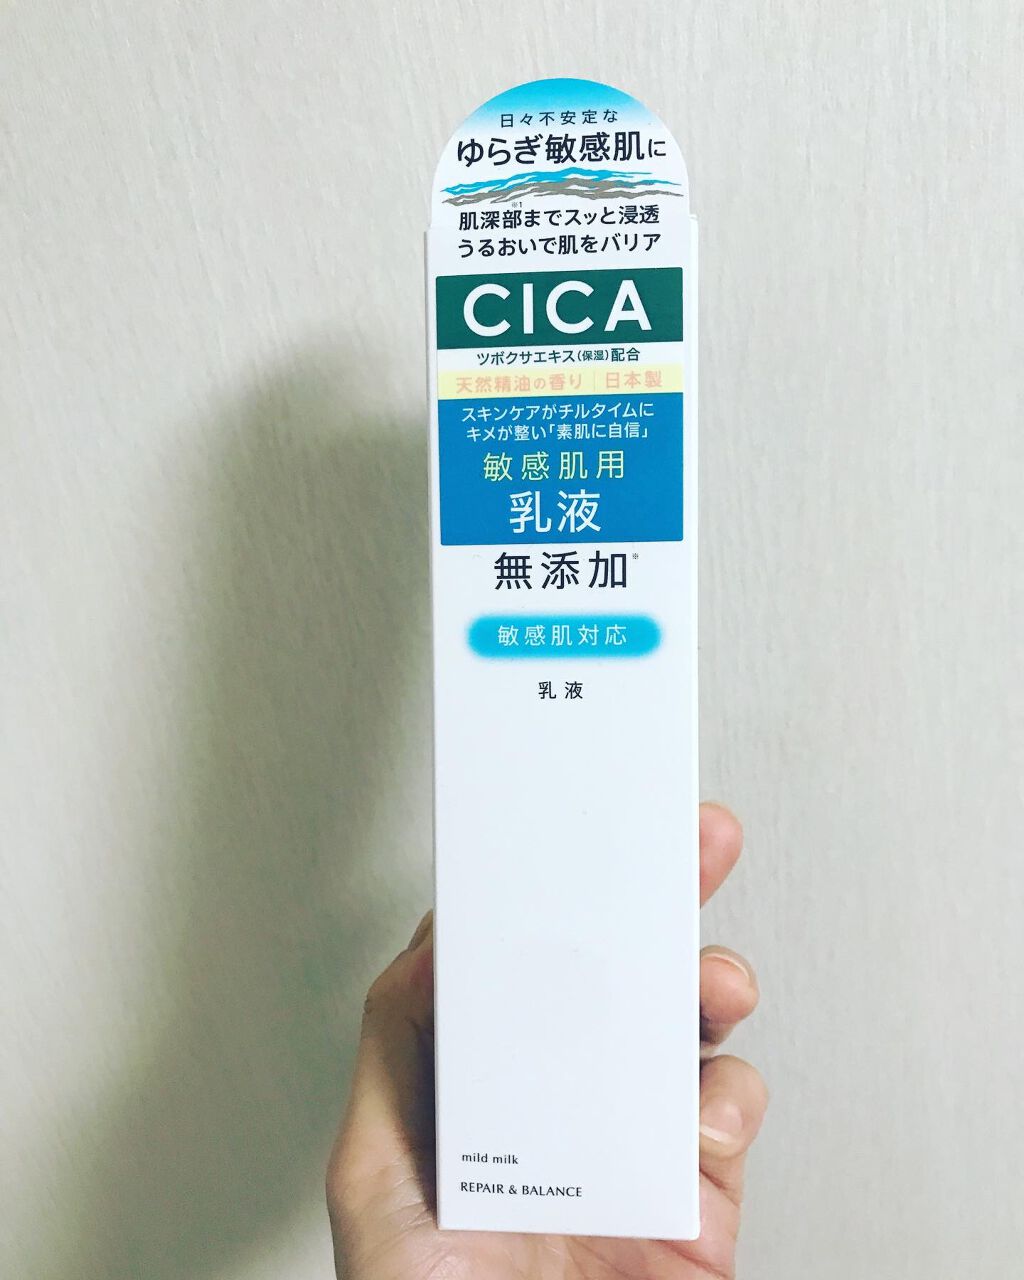 日々不安定な
ゆらぎ敏感肌に
※1
肌深部までスッと浸透
うるおいで肌をバリア
CICA
ツボクサエキス(保湿)配合
天然精油の香り｜日本製
スキンケアがチルタイムに
キメが整い「素肌に自信」
敏感肌用
乳液
無添加※
敏感肌対応
乳液
mild milk
REPAIR & BALANCE